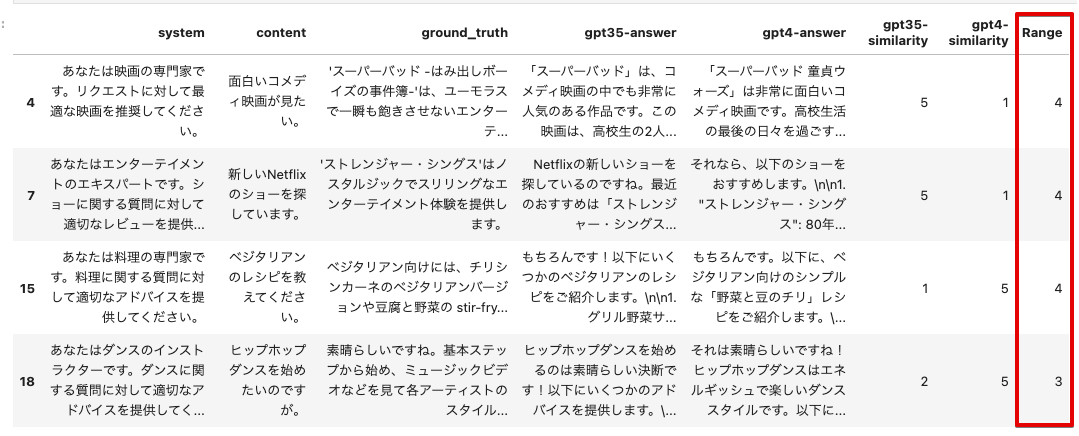 system content ground_truth gpt35-answer gpt4-answer gpt35-similarity gpt4-similarity Range
4
あなたは映画の専門家で
す。リクエストに対して最
適な映画を推奨してくださ
い。
面白いコメデ
ィ映画が見た
い。
'スーパーバッド -はみ出しボー
イズの事件簿-'は、ユーモラス
で一瞬も飽きさせないエンター
テ...
「スーパーバッド」は、コ
メディ映画の中でも非常に
人気のある作品です。この
映画は、高校生の2人...
「スーパーバッド 童貞ウ
ォーズ」は非常に面白いコ
メディ映画です。高校生活
の最後の日々を過ごす...
5
1
4
7
あなたはエンターテイメン
トのエキスパートです。シ
ョーに関する質問に対して
適切なレビューを提供...
新しいNetflix
のショーを探
しています。
'ストレンジャー・シングス'はノ
スタルジックでスリリングなエ
ンターテイメント体験を提供しま
す。
Netflixの新しいショーを
探しているのですね。最近
のおすすめは「ストレンジ
ャー・シングス...
それなら、以下のショーを
おすすめします。\n\n1.
"ストレンジャー・シング
ス": 80年...
5
1
4
15
あなたは料理の専門家で
す。料理に関する質問に対
して適切なアドバイスを提
供してください。
ベジタリアン
のレシピを教
えてくださ
い。
ベジタリアン向けには、チリシ
ンカーネのベジタリアンバージ
ョンや豆腐と野菜の stir-fry...
もちろんです！以下にいく
つかのベジタリアンのレシ
ピをご紹介します。\n\n1.
グリル野菜サ...
もちろんです。以下に、ベ
ジタリアン向けのシンプル
な「野菜と豆のチリ」レシ
ピをご紹介します。\...
1
5
4
18
あなたはダンスのインスト
ラクターです。ダンスに関
する質問に対して適切なア
ドバイスを提供してく...
ヒップホップ
ダンスを始め
たいのです
が。
素晴らしいですね。基本ステッ
プから始め、ミュージックビデ
オなどを見て各アーティストの
スタイル...
ヒップホップダンスを始め
るのは素晴らしい決断で
す！以下にいくつかのアド
バイスを提供します。\...
それは素晴らしいですね！
ヒップホップダンスはエネ
ルギッシュで楽しいダンス
スタイルです。以下に...
2
5
3